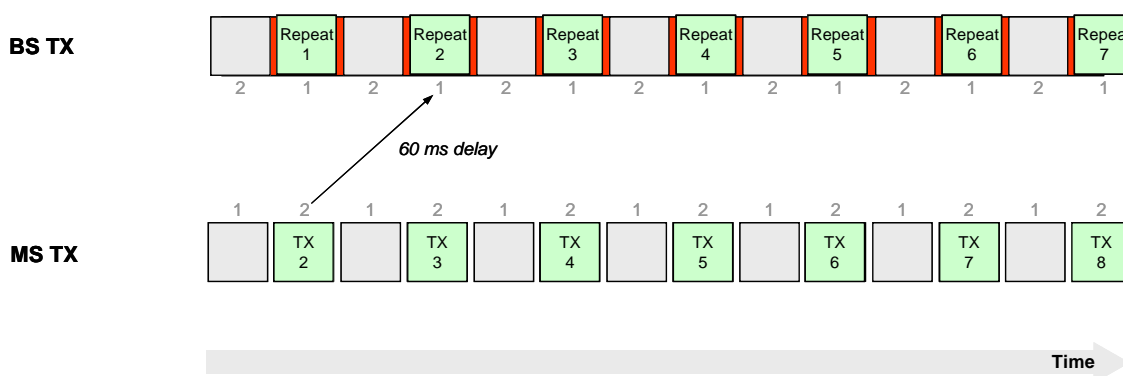 BS TX
Repeat Repeat Repeat Repeat Repeat Repeat Repea
1 2 3 4 5 6 7
2 1 2 1 2 1 2 1 2 1 2 1 2 1
60 ms delay
1 2 1 2 1 2 1 2 1 2 1 2 1 2
MS TX
TX TX TX TX TX TX TX
2 3 4 5 6 7 8
Time